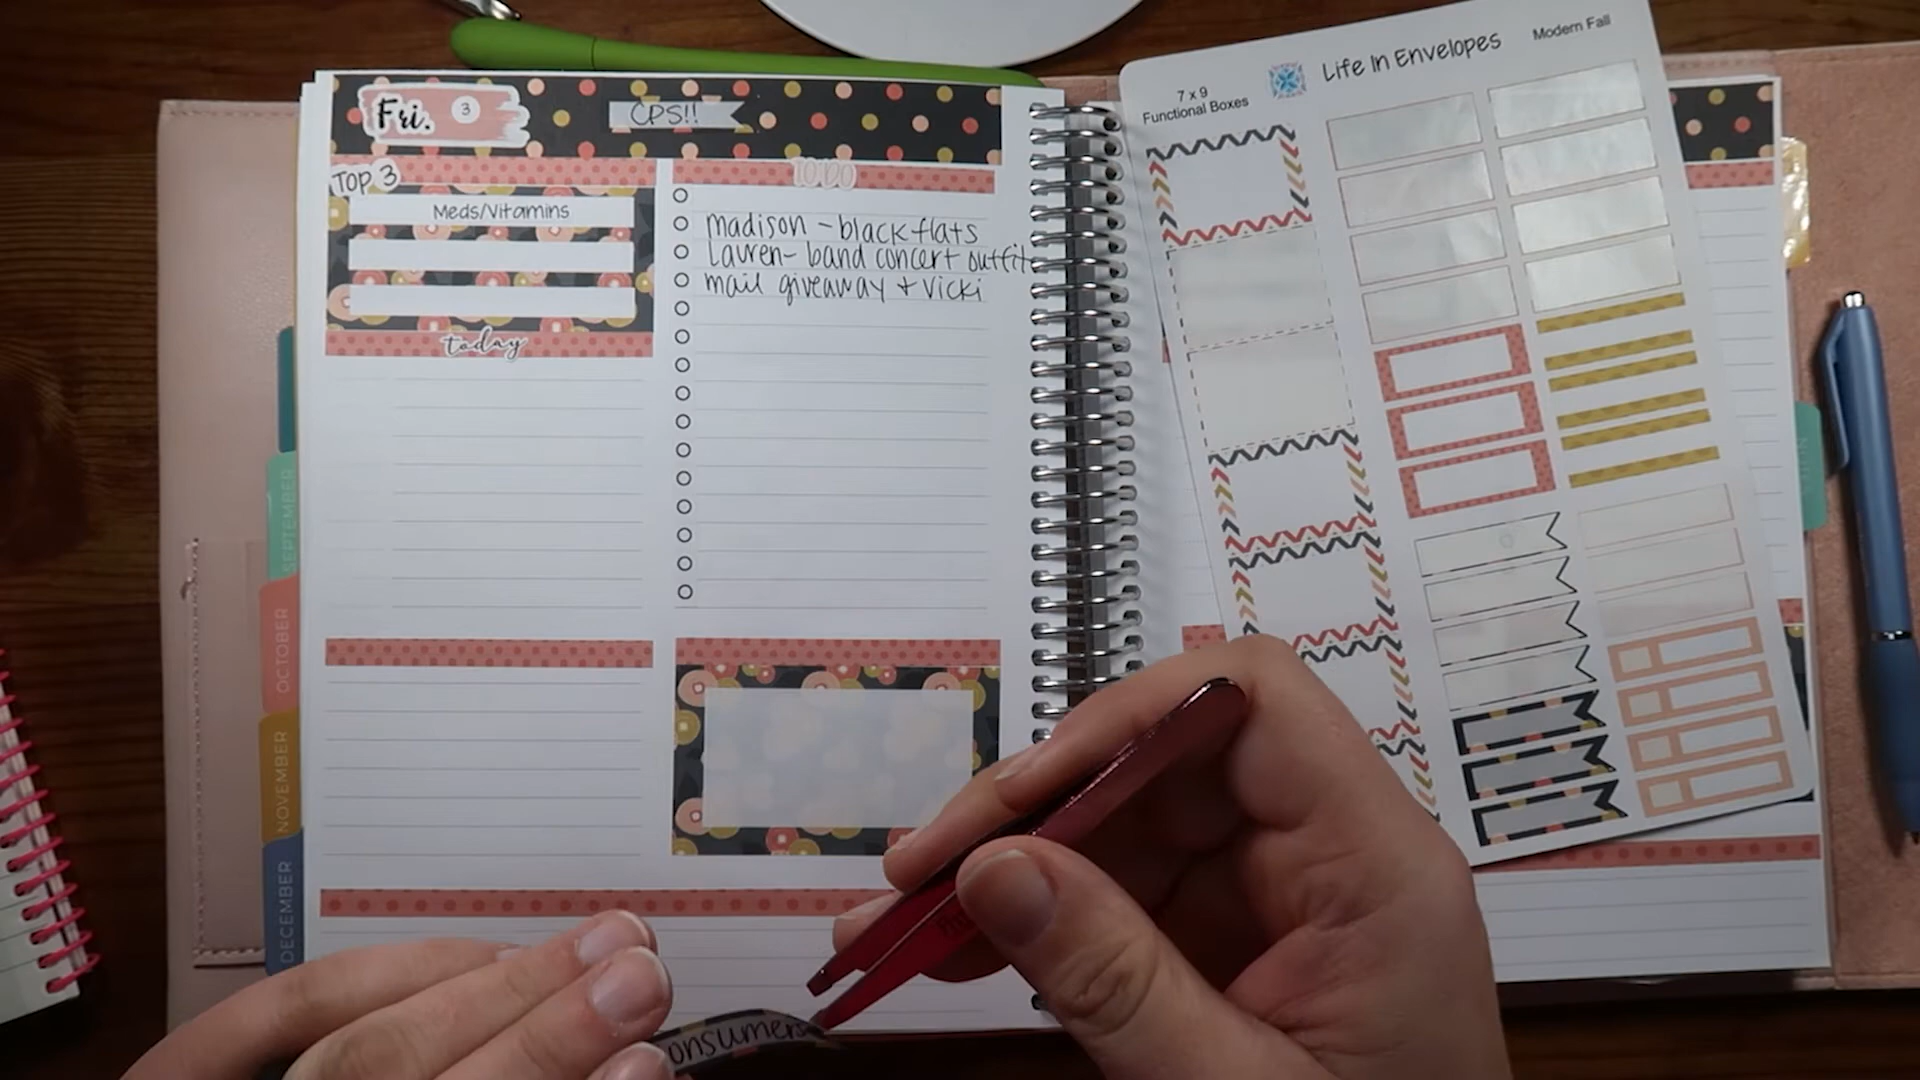 Fri. 3
CPS!!
TOP 3
TO DO
Meds/Vitamins
madison - black flats
Lauren- band concert outfit
mail giveaway + Vicki
today
SEPTEMBER
OCTOBER
NOVEMBER
DECEMBER
7 x 9
Functional Boxes
Life In Envelopes
Modern Fall
onsumers